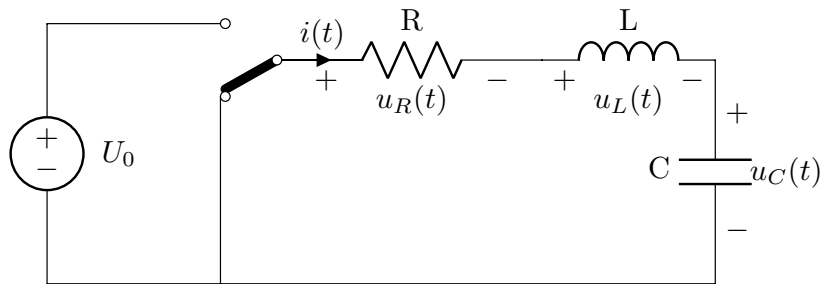 i(t)
R
L
+
−
+
−
u_R(t)
u_L(t)
+
−
U_0
+
−
C
u_C(t)